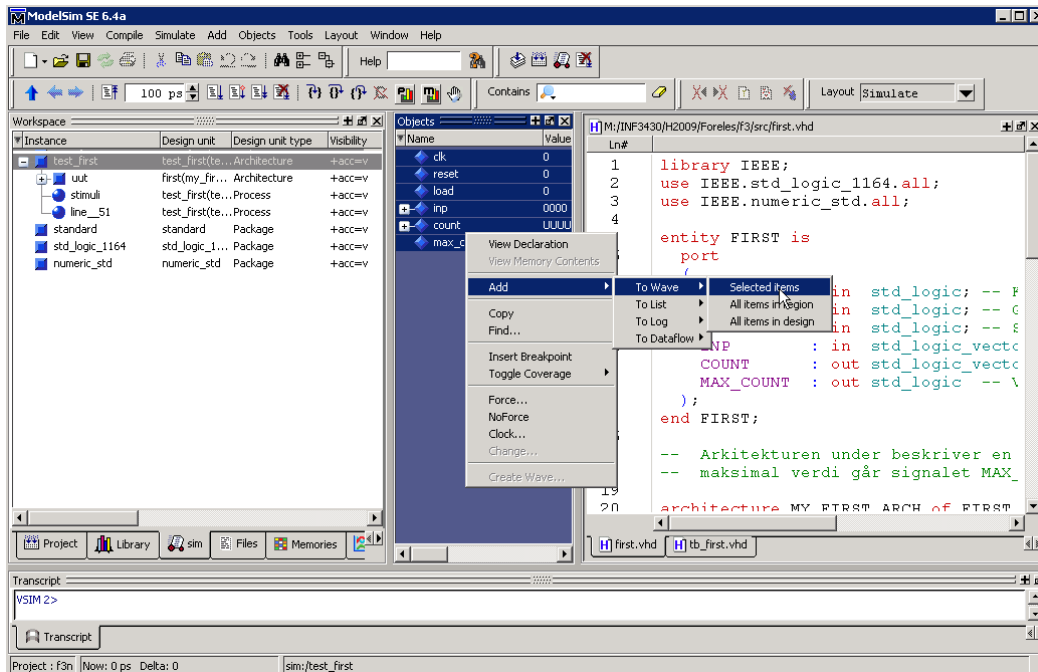 ModelSim SE 6.4a
File Edit View Compile Simulate Add Objects Tools Layout Window Help
Help
100 ps
Contains
Layout Simulate
Workspace
Instance Design unit Design unit type Visibility
test_first test_first(te... Architecture +acc=v
uut first(my_fir... Architecture +acc=v
stimuli test_first(te... Process +acc=v
line__51 test_first(te... Process +acc=v
standard standard Package +acc=v
std_logic_1164 std_logic_1... Package +acc=v
numeric_std numeric_std Package +acc=v
Project Library sim Files Memories
Objects
Name Value
clk 0
reset 0
load 0
inp 0000
count UUUU
max_c
View Declaration
View Memory Contents
Add
Copy
Find...
Insert Breakpoint
Toggle Coverage
Force...
NoForce
Clock...
Change...
Create Wave...
To Wave
To List
To Log
To Dataflow
Selected items
All items in region
All items in design
M:/INF3430/H2009/Foreles/f3/src/first.vhd
Ln#
1 library IEEE;
2 use IEEE.std_logic_1164.all;
3 use IEEE.numeric_std.all;
4
entity FIRST is
port
(
in std_logic; --
in std_logic; --
in std_logic; --
: in std_logic_vecto
COUNT : out std_logic_vecto
MAX_COUNT : out std_logic --
);
end FIRST;
-- Arkitekturen under beskriver en
-- maksimal verdi går signalet MAX_
19
20 architecture MY_FIRST_ARCH of FIRST
first.vhd tb_first.vhd
Transcript
VSIM 2>
Transcript
Project : f3n Now: 0 ps Delta: 0 sim:/test_first